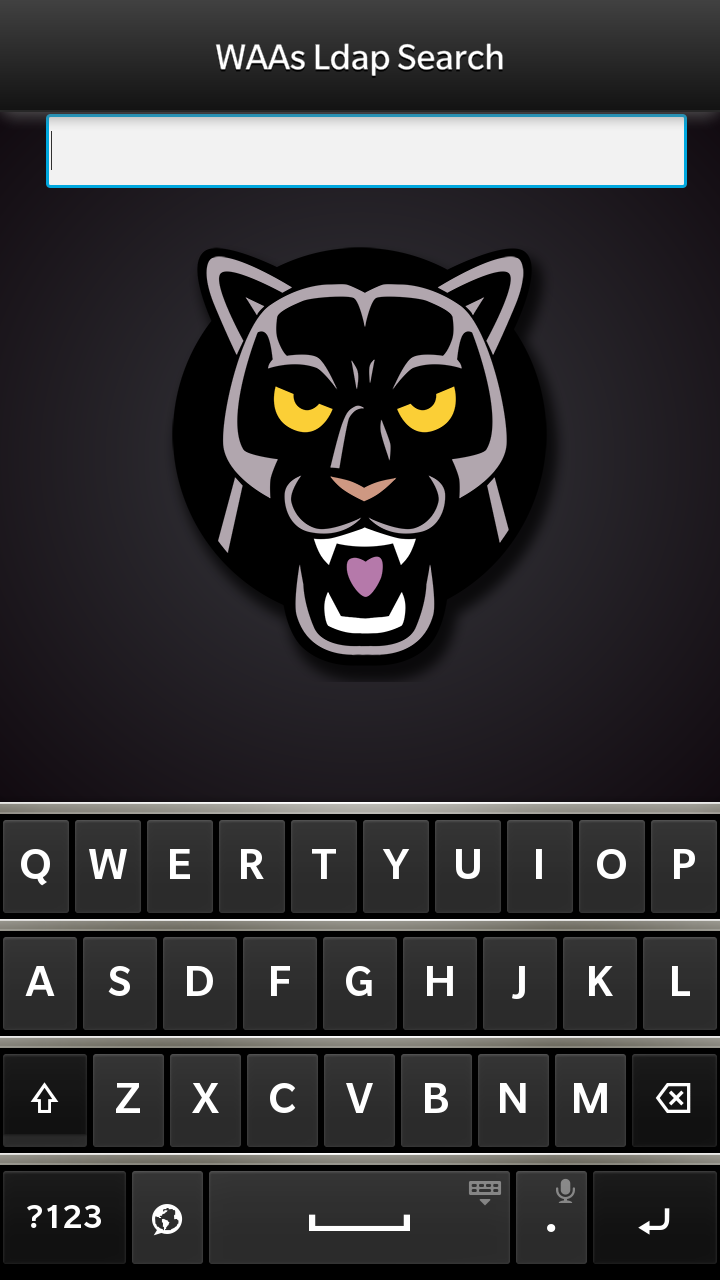 WAAs Ldap Search
Q W E R T Y U I O P
A S D F G H J K L
Z X C V B N M
?123 .